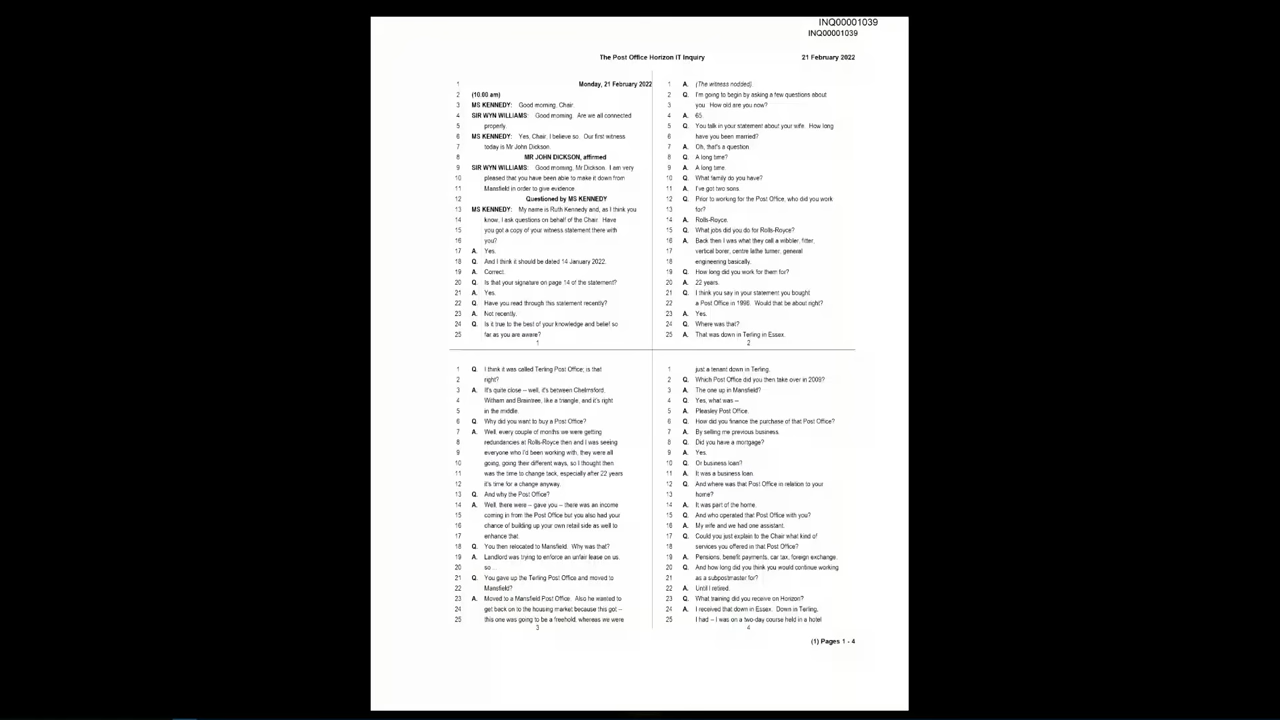 INQ00001039
INQ00001039
The Post Office Horizon IT Inquiry 21 February 2022
1 Monday, 21 February 2022
2 (10.00 am)
3 MS KENNEDY: Good morning, Chair.
4 SIR WYN WILLIAMS: Good morning. Are we all connected
5 properly.
6 MS KENNEDY: Yes, Chair, I believe so. Our first witness
7 today is Mr John Dickson.
8 MR JOHN DICKSON, affirmed
9 SIR WYN WILLIAMS: Good morning, Mr Dickson. I am very
10 pleased that you have been able to make it down from
11 Mansfield in order to give evidence.
12 Questioned by MS KENNEDY
13 MS KENNEDY: My name is Ruth Kennedy and, as I think you
14 know, I ask questions on behalf of the Chair. Have
15 you got a copy of your witness statement there with
16 you?
17 A. Yes.
18 Q. And I think it should be dated 14 January 2022.
19 A. Correct.
20 Q. Is that your signature on page 14 of the statement?
21 A. Yes.
22 Q. Have you read through this statement recently?
23 A. Not recently.
24 Q. Is it true to the best of your knowledge and belief so
25 far as you are aware?
1
1 A. (The witness nodded)
2 Q. I'm going to begin by asking a few questions about
3 you. How old are you now?
4 A. 65.
5 Q. You talk in your statement about your wife. How long
6 have you been married?
7 A. Oh, that's a question.
8 Q. A long time?
9 A. A long time.
10 Q. What family do you have?
11 A. I've got two sons.
12 Q. Prior to working for the Post Office, who did you work
13 for?
14 A. Rolls-Royce.
15 Q. What jobs did you do for Rolls-Royce?
16 A. Back then I was what they call a wibbler, fitter,
17 vertical borer, centre lathe turner, general
18 engineering basically.
19 Q. How long did you work for them for?
20 A. 22 years.
21 Q. I think you say in your statement you bought
22 a Post Office in 1998. Would that be about right?
23 A. Yes.
24 Q. Where was that?
25 A. That was down in Terling in Essex.
2
1 Q. I think it was called Terling Post Office; is that
2 right?
3 A. It's quite close -- well, it's between Chelmsford,
4 Witham and Braintree, like a triangle, and it's right
5 in the middle.
6 Q. Why did you want to buy a Post Office?
7 A. Well, every couple of months we were getting
8 redundancies at Rolls-Royce then and I was seeing
9 everyone who I'd been working with, they were all
10 going, going their different ways, so I thought then
11 was the time to change tack, especially after 22 years
12 it's time for a change anyway.
13 Q. And why the Post Office?
14 A. Well, there were -- gave you -- there was an income
15 coming in from the Post Office but you also had your
16 chance of building up your own retail side as well to
17 enhance that.
18 Q. You then relocated to Mansfield. Why was that?
19 A. Landlord was trying to enforce an unfair lease on us,
20 so ...
21 Q. You gave up the Terling Post Office and moved to
22 Mansfield?
23 A. Moved to a Mansfield Post Office. Also he wanted to
24 get back on to the housing market because this got --
25 this one was going to be a freehold, whereas we were
3
1 just a tenant down in Terling.
2 Q. Which Post Office did you then take over in 2009?
3 A. The one up in Mansfield?
4 Q. Yes, what was --
5 A. Pleasley Post Office.
6 Q. How did you finance the purchase of that Post Office?
7 A. By selling me previous business.
8 Q. Did you have a mortgage?
9 A. Yes.
10 Q. Or business loan?
11 A. It was a business loan.
12 Q. And where was that Post Office in relation to your
13 home?
14 A. It was part of the home.
15 Q. And who operated that Post Office with you?
16 A. My wife and we had one assistant.
17 Q. Could you just explain to the Chair what kind of
18 services you offered in that Post Office?
19 A. Pensions, benefit payments, car tax, foreign exchange.
20 Q. And how long did you think you would continue working
21 as a subpostmaster for?
22 A. Until I retired.
23 Q. What training did you receive on Horizon?
24 A. I received that down in Essex. Down in Terling,
25 I had -- I was on a two-day course held in a hotel
4
(1) Pages 1 - 4